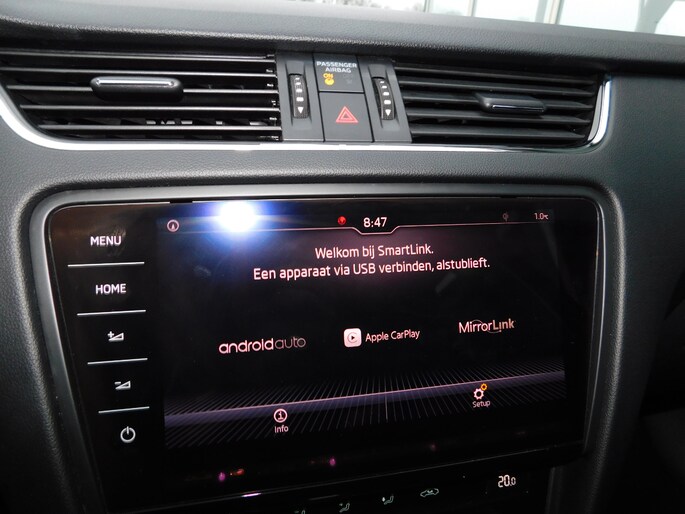 PASSENGER
AIRBAG
ON
8:47
1.0°C
MENU
Welkom bij SmartLink.
Een apparaat via USB verbinden, alstublieft.
HOME
androidauto
Apple CarPlay
MirrorLink
Info
Setup
20.0